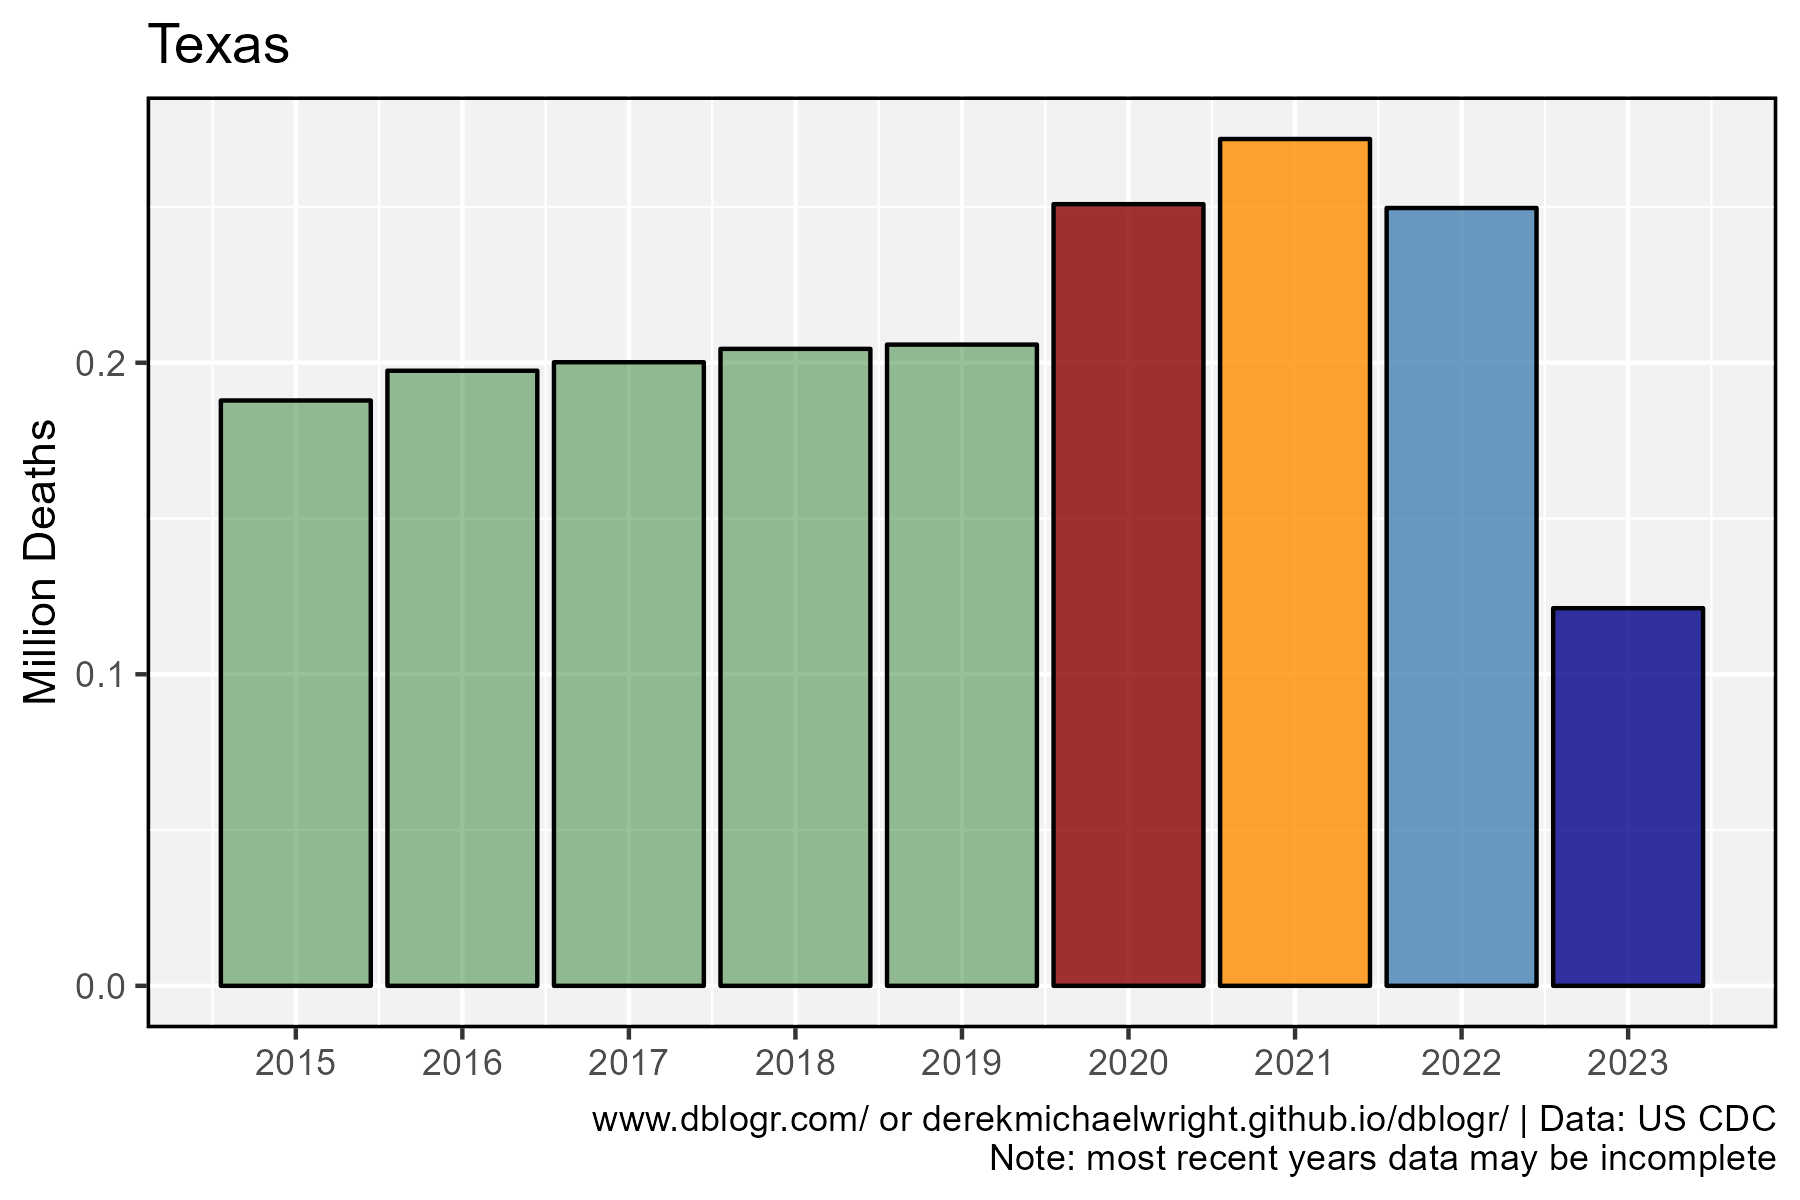 Texas
Million Deaths
0.2
0.1
0.0
2015 2016 2017 2018 2019 2020 2021 2022 2023
www.dblogr.com/ or derekmichaelwright.github.io/dblogr/ | Data: US CDC
Note: most recent years data may be incomplete